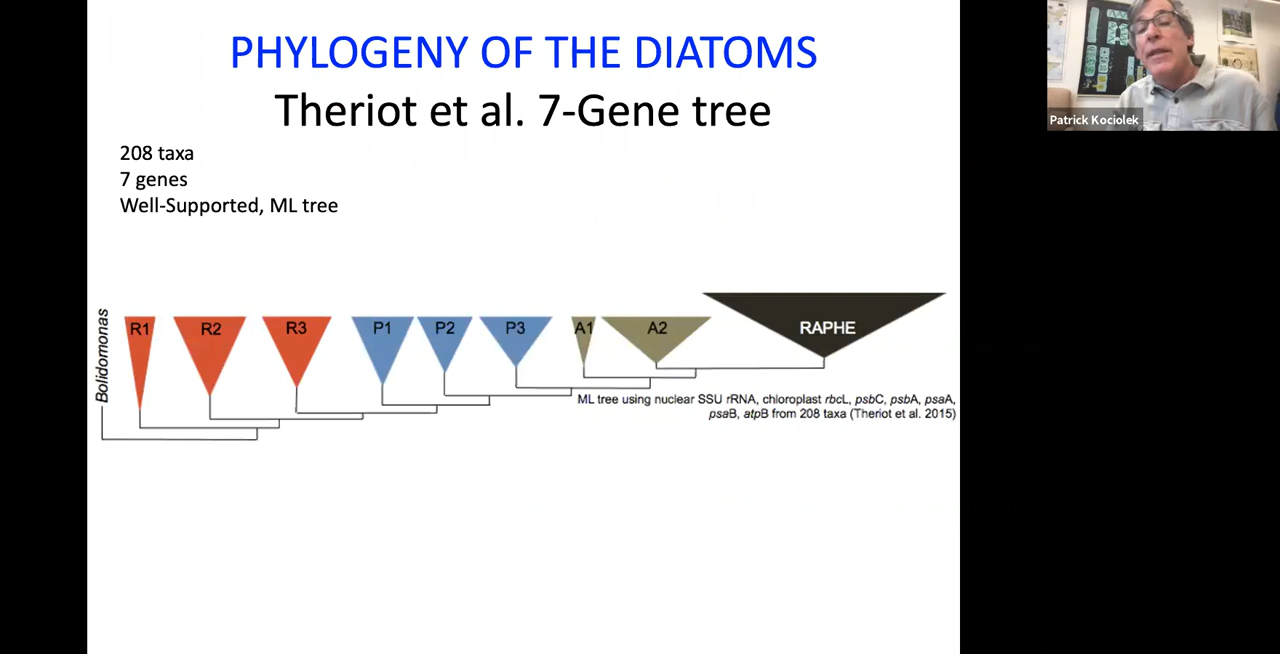 PHYLOGENY OF THE DIATOMS
Theriot et al. 7-Gene tree
208 taxa
7 genes
Well-Supported, ML tree
Patrick Kociolek
Bolidomonas
R1 R2 R3 P1 P2 P3 A1 A2 RAPHE
ML tree using nuclear SSU rRNA, chloroplast rbcL, psbC, psbA, psaA,
psaB, atpB from 208 taxa (Theriot et al. 2015)